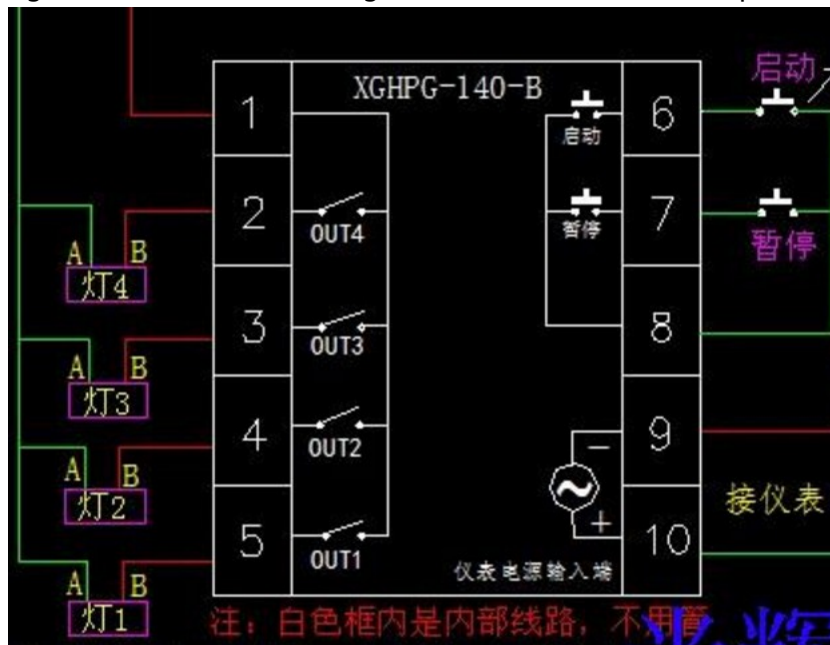 XGHPG-140-B
启动
1
启动
6
2
OUT4
暂停
7
暂停
A B
灯4
3
OUT3
8
A B
灯3
4
OUT2
9
−
A B
灯2
接仪表
+
5
OUT1
10
仪表电源输入端
A B
灯1
注：白色框内是内部线路，不用管